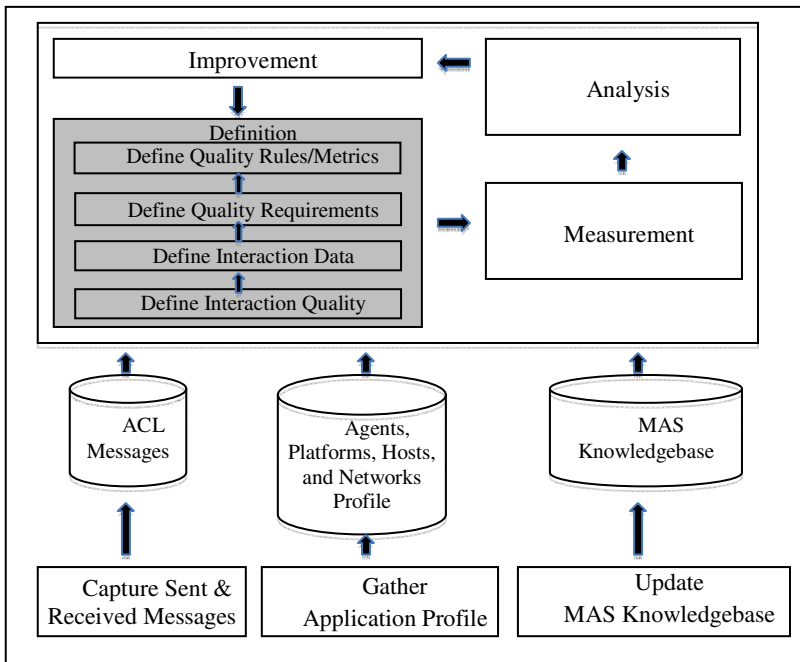 Improvement
Analysis
Definition
Define Quality Rules/Metrics
Define Quality Requirements
Define Interaction Data
Define Interaction Quality
Measurement
ACL
Messages
Agents,
Platforms, Hosts,
and Networks
Profile
MAS
Knowledgebase
Capture Sent &
Received Messages
Gather
Application Profile
Update
MAS Knowledgebase